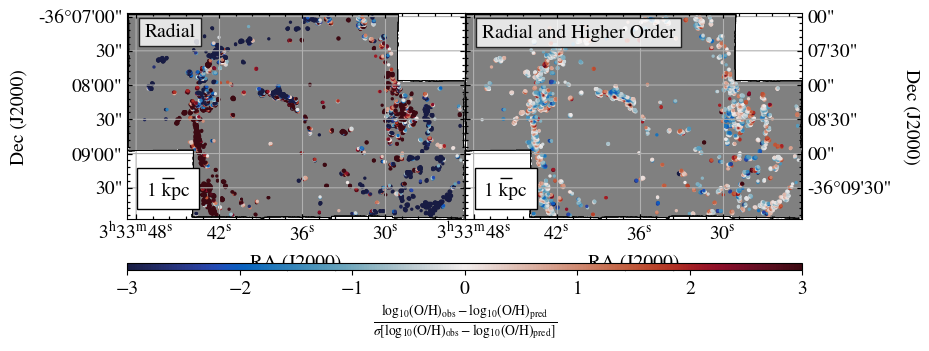 Radial
Radial and Higher Order
-36°07'00"
30"
08'00"
30"
09'00"
30"
Dec (J2000)
00"
07'30"
00"
08'30"
00"
-36°09'30"
Dec (J2000)
1 kpc
1 kpc
3h33m48s 42s 36s 30s 3h33m48s 42s 36s 30s
RA (J2000) RA (J2000)
−3 −2 −1 0 1 2 3
log10(O/H)obs − log10(O/H)pred
σ[log10(O/H)obs − log10(O/H)pred]